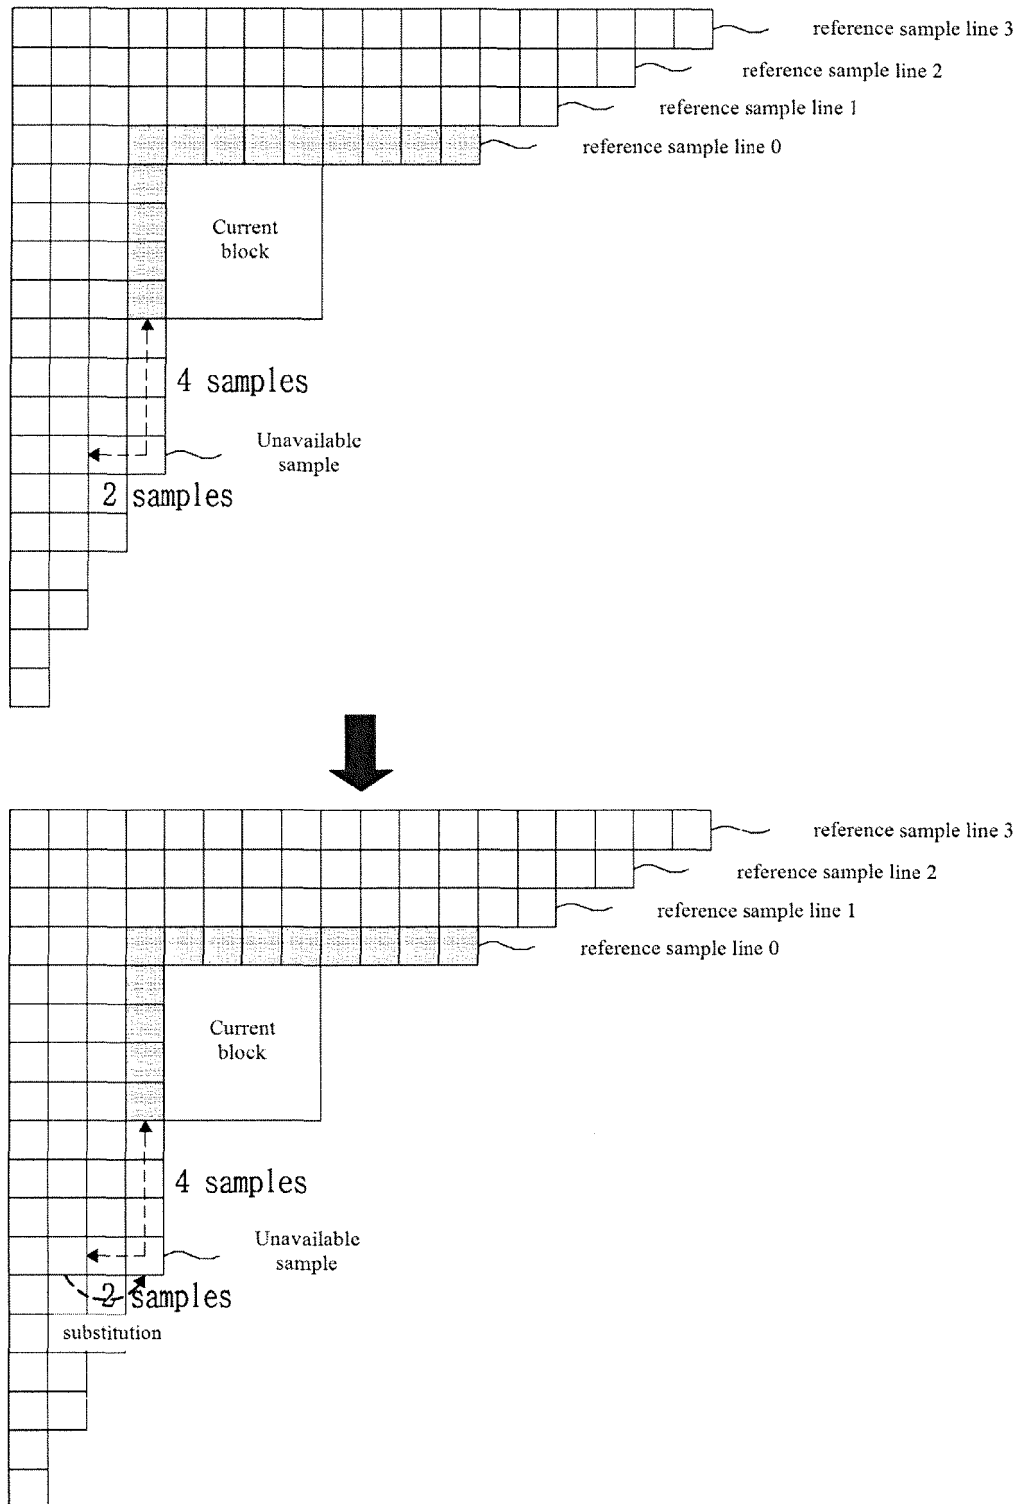 reference sample line 3
reference sample line 2
reference sample line 1
reference sample line 0
Current
block
4 samples
Unavailable
sample
2 samples
reference sample line 3
reference sample line 2
reference sample line 1
reference sample line 0
Current
block
4 samples
Unavailable
sample
2 samples
substitution